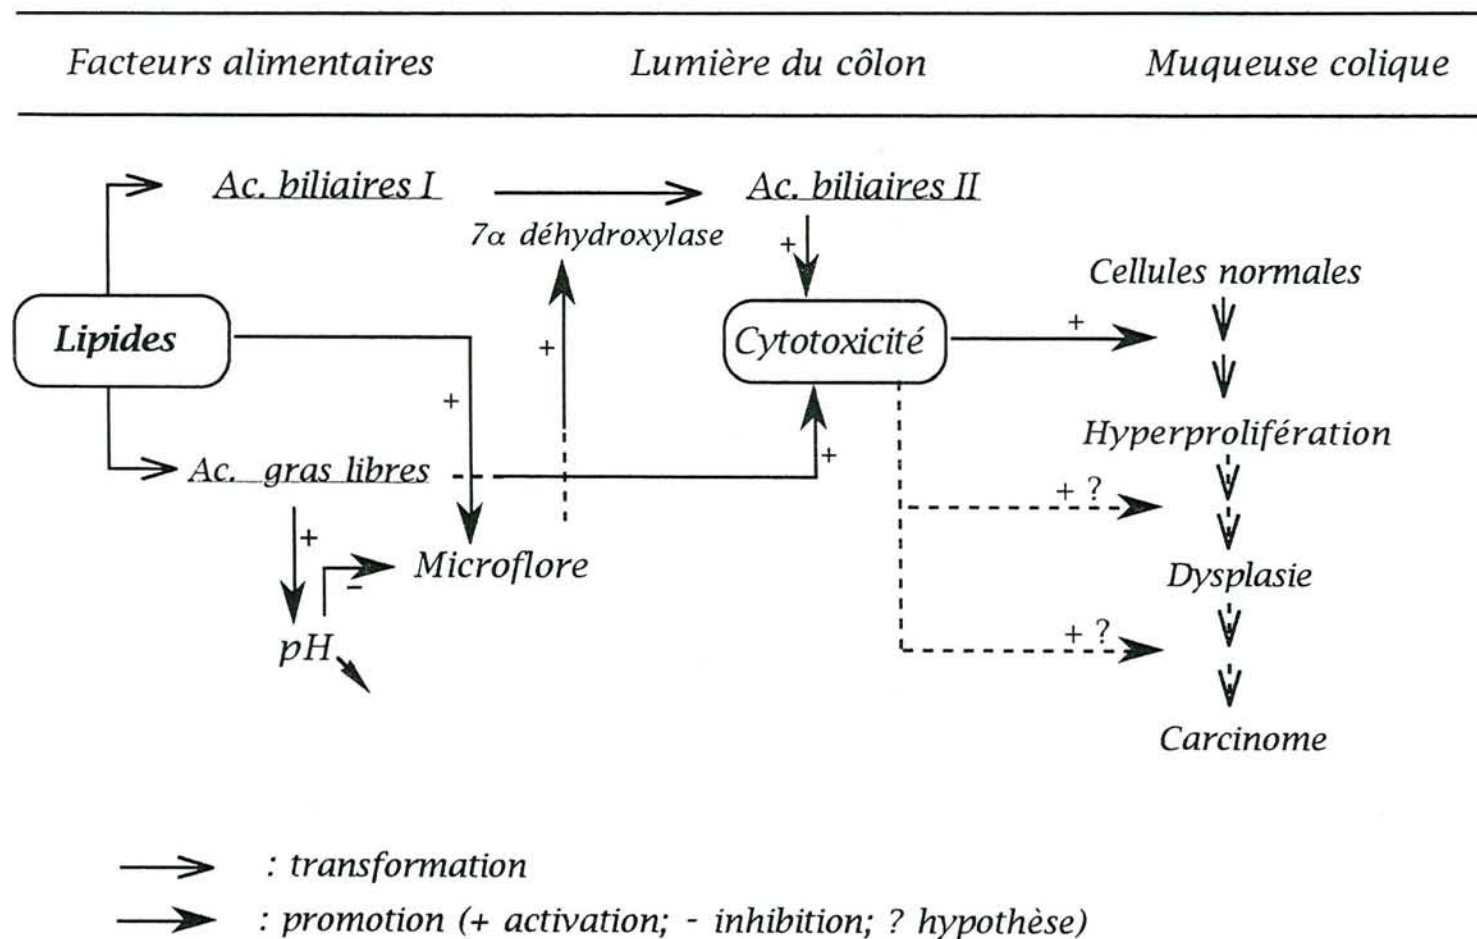 Facteurs alimentaires Lumière du côlon Muqueuse colique
Ac. biliaires I Ac. biliaires II
7α déhydroxylase
+
Cellules normales
Lipides
+
Cytotoxicité
+
+
Hyperprolifération
Ac. gras libres
+
+ ?
+
Microflore
-
Dysplasie
pH
+ ?
Carcinome
: transformation
: promotion (+ activation; - inhibition; ? hypothèse)